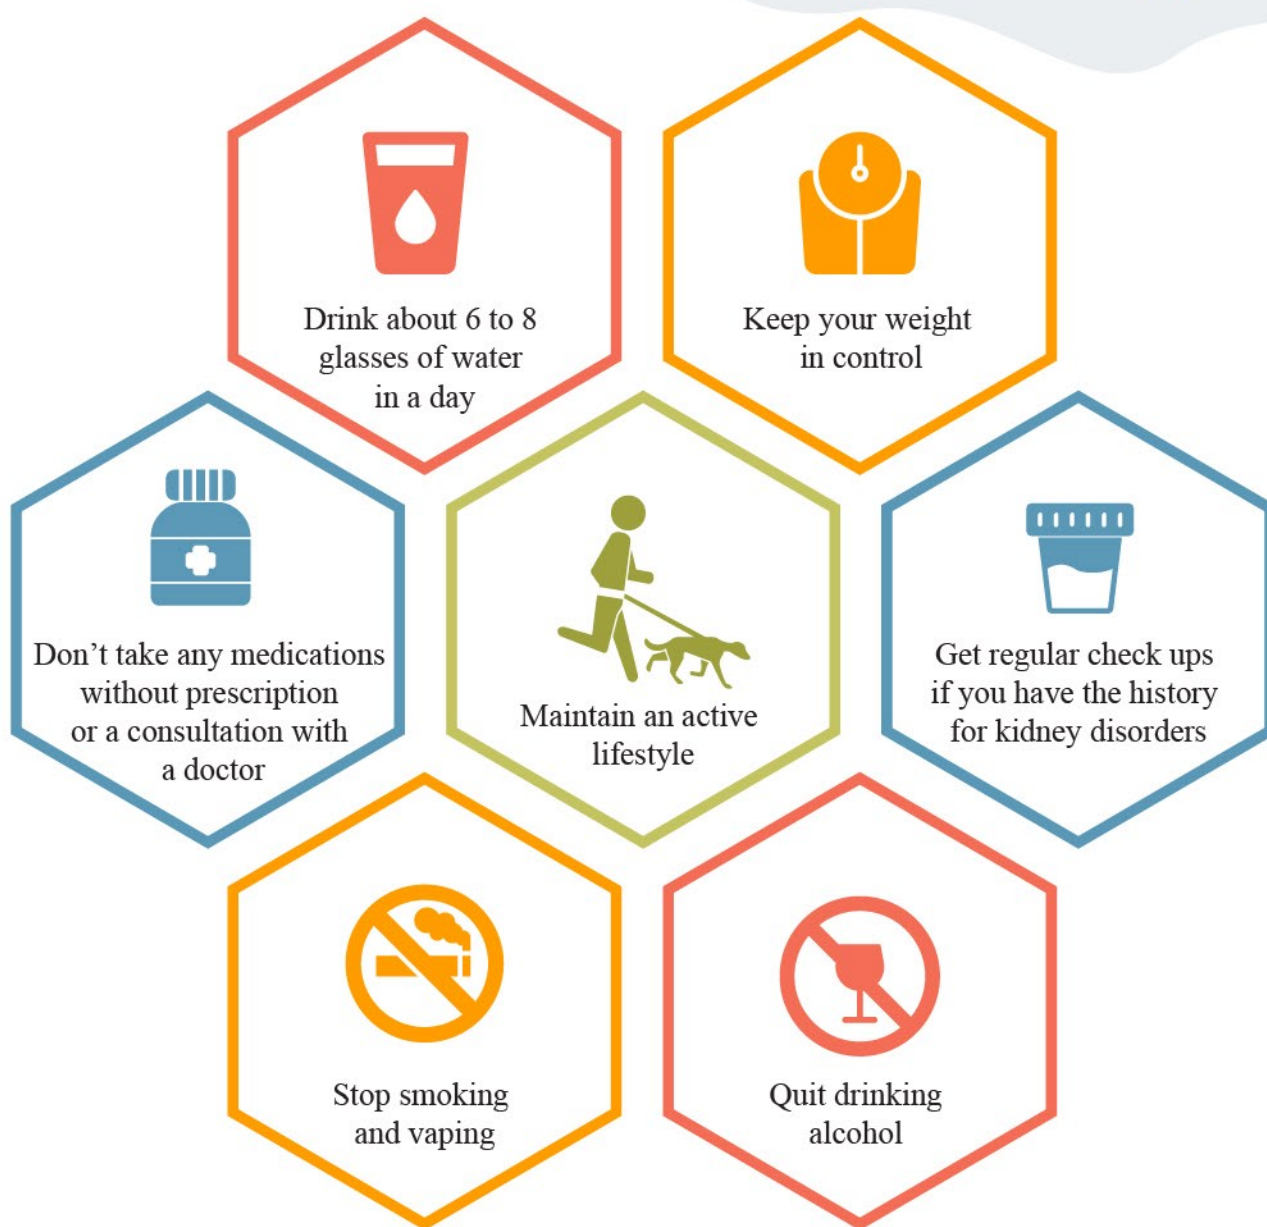 Drink about 6 to 8
glasses of water
in a day
Keep your weight
in control
Don’t take any medications
without prescription
or a consultation with
a doctor
Maintain an active
lifestyle
Get regular check ups
if you have the history
for kidney disorders
Stop smoking
and vaping
Quit drinking
alcohol